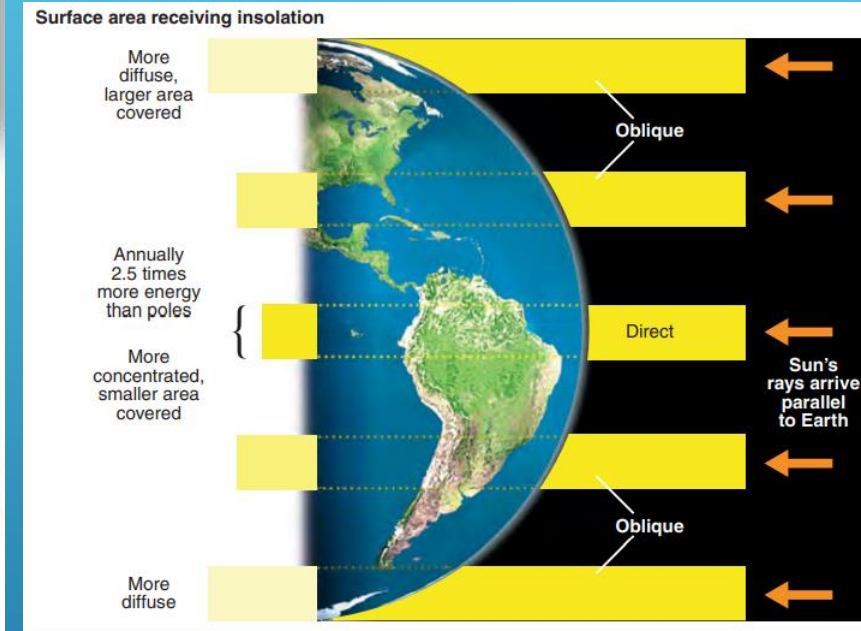 Surface area receiving insolation
More
diffuse,
larger area
covered
Oblique
Annually
2.5 times
more energy
than poles
{
More
concentrated,
smaller area
covered
Direct
Sun's
rays arrive
parallel
to Earth
Oblique
More
diffuse